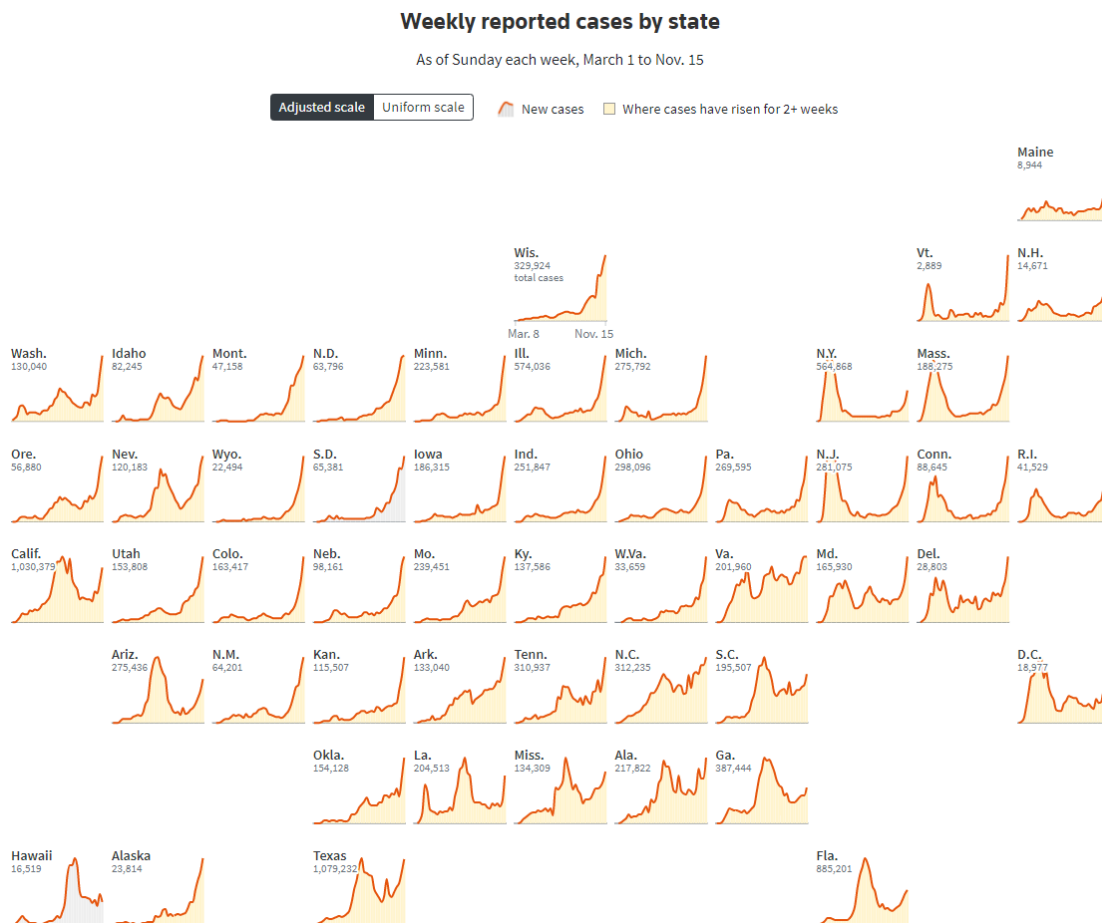 Weekly reported cases by state
As of Sunday each week, March 1 to Nov. 15
Adjusted scale Uniform scale New cases Where cases have risen for 2+ weeks
Maine
8,944
Wis. Vt. N.H.
329,924 2,889 14,671
total cases
Mar. 8 Nov. 15
Wash. Idaho Mont. N.D. Minn. Ill. Mich. N.Y. Mass.
130,040 82,245 47,158 63,796 223,581 574,036 275,792 564,868 188,275
Ore. Nev. Wyo. S.D. Iowa Ind. Ohio Pa. N.J. Conn. R.I.
56,880 120,183 22,494 65,381 186,315 251,847 298,096 269,595 281,075 88,645 41,529
Calif. Utah Colo. Neb. Mo. Ky. W.Va. Va. Md. Del.
1,030,379 153,808 163,417 98,161 239,451 137,586 33,659 201,960 165,930 28,803
Ariz. N.M. Kan. Ark. Tenn. N.C. S.C. D.C.
275,436 64,201 115,507 133,040 310,937 312,235 195,507 18,977
Okla. La. Miss. Ala. Ga.
154,128 204,513 134,309 217,822 387,444
Hawaii Alaska Texas Fla.
16,519 23,814 1,079,232 885,201